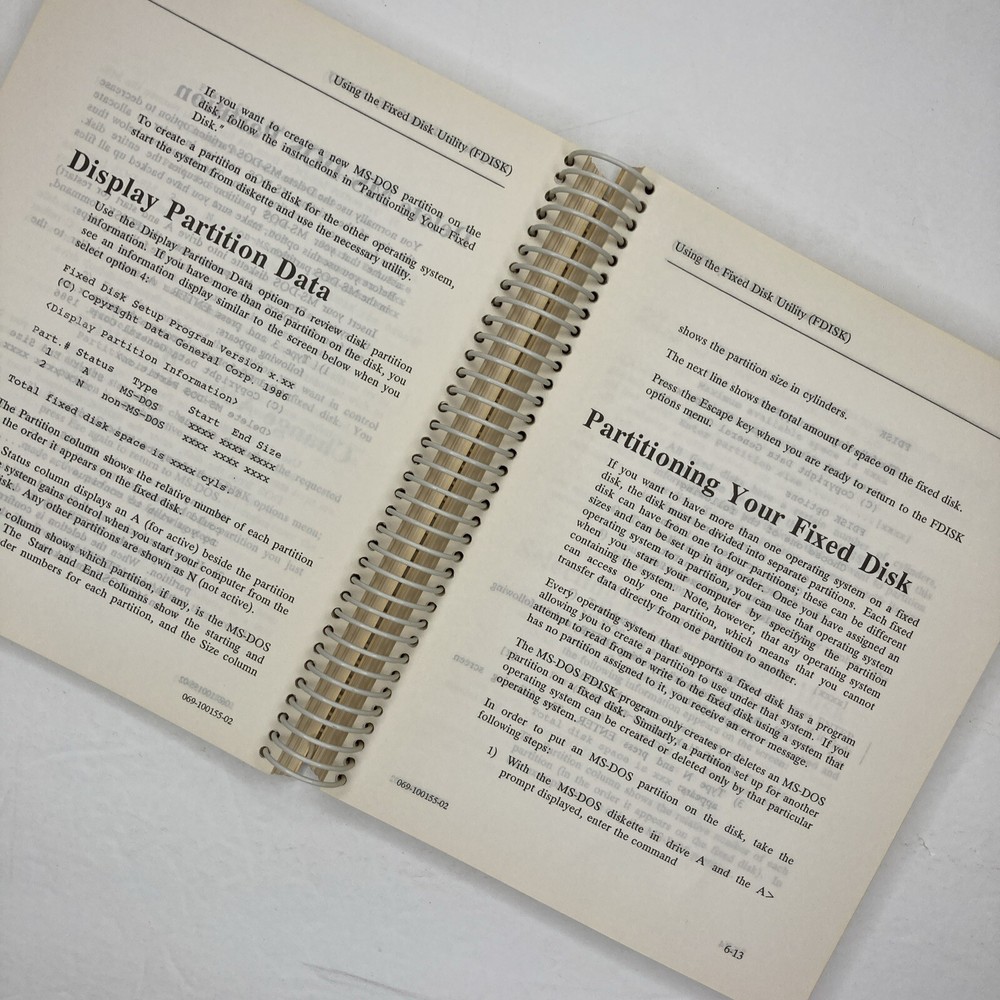 Using the Fixed Disk Utility (FDISK)
If you want to create a new MS-DOS partition on the
disk, follow the instructions in "Partitioning Your Fixed
Disk."
To create a partition on the disk for the other operating system,
start the system from diskette and use the necessary utility.
Display Partition Data
Use the Display Partition Data option to review disk partition
information. If you have more than one partition on the disk, you
see an information display similar to the screen below when you
select option 4:
Fixed Disk Setup Program Version x.xx
(C) Copyright Data General Corp. 1986
<Display Partition Information>
Part.# Status Type Start End Size
1 A MS-DOS xxxx xxxx xxxx
2 N non-MS-DOS xxxx xxxx xxxx
Total fixed disk space is xxxx cyls.
The Partition column shows the relative number of each partition
the order it appears on the fixed disk.
Status column displays an A (for active) beside the partition
system gains control when you start your computer from the
disk. Any other partitions are shown as N (not active).
column shows which partition, if any, is the MS-DOS
The Start and End columns show the starting and
numbers for each partition, and the Size column
069-100155-02
Using the Fixed Disk Utility (FDISK)
shows the partition size in cylinders.
The next line shows the total amount of space on the fixed disk.
Press the Escape key when you are ready to return to the FDISK
options menu.
Partitioning Your Fixed Disk
If you want to have more than one operating system on a fixed
disk, the disk must be divided into separate partitions. Each fixed
disk can have from one to four partitions; these can be different
sizes and can be set up in any order. Once you have assigned an
operating system to a partition, you can use that operating system
when you start your computer by specifying the partition
containing the system. Note, however, that any operating system
can access only one partition, which means that you cannot
transfer data directly from one partition to another.
Every operating system that supports a fixed disk has a program
allowing you to create a partition to use under that system. If you
attempt to read from or write to the fixed disk using a system that
has no partition assigned to it, you receive an error message.
The MS-DOS FDISK program only creates or deletes an MS-DOS
partition on a fixed disk. Similarly, a partition set up for another
operating system can be created or deleted only by that particular
operating system.
In order to put an MS-DOS partition on the disk, take the
following steps:
1) With the MS-DOS diskette in drive A and the A>
prompt displayed, enter the command
069-100155-02
6-13